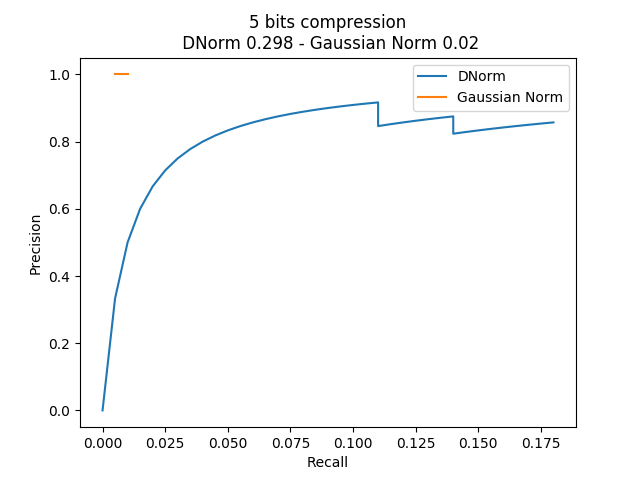 5 bits compression
DNorm 0.298 - Gaussian Norm 0.02
DNorm
Gaussian Norm
1.0
0.8
0.6
0.4
0.2
0.0
Precision
0.000 0.025 0.050 0.075 0.100 0.125 0.150 0.175
Recall